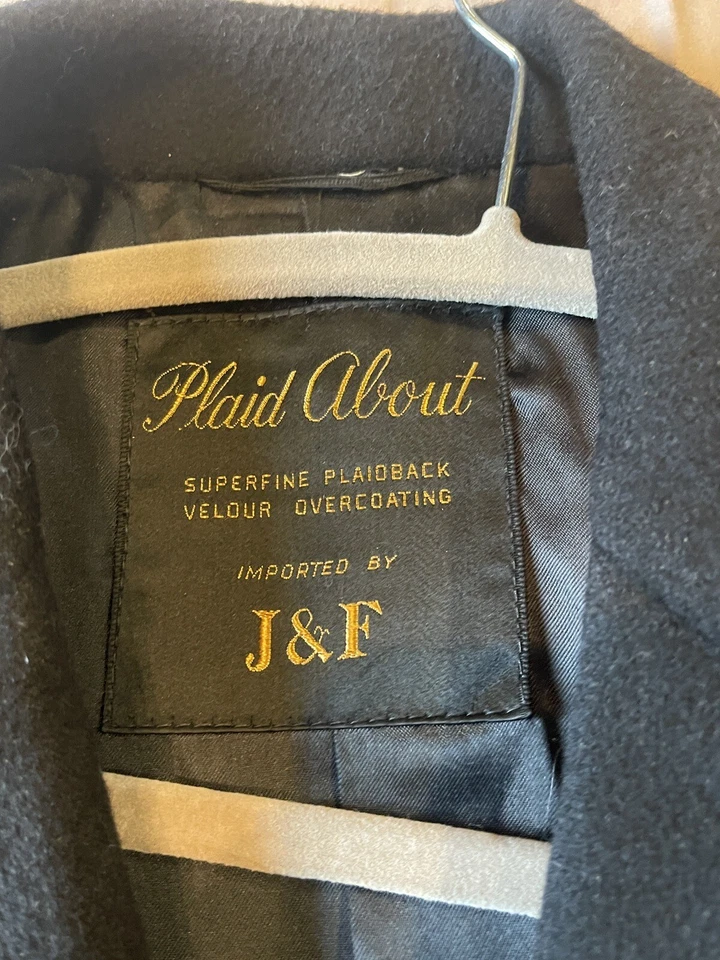 Plaid About
SUPERFINE PLAIDBACK
VELOUR OVERCOATING
IMPORTED BY
J&F